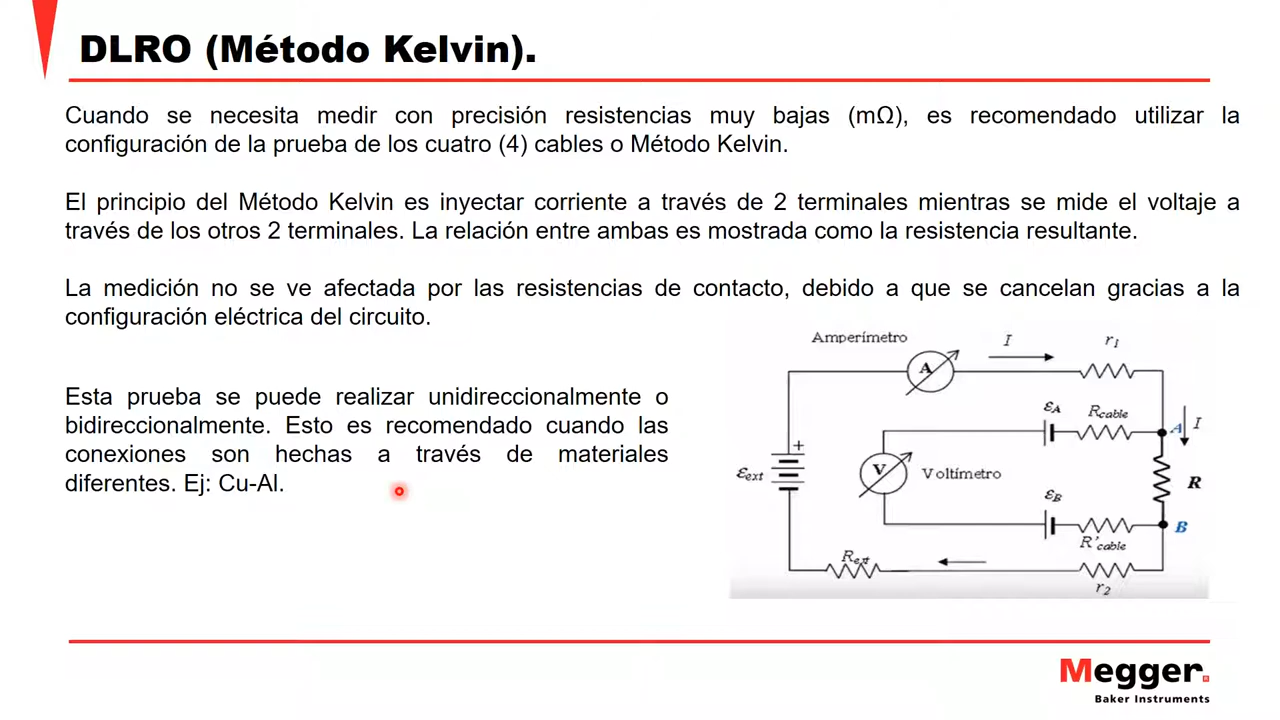 DLRO (Método Kelvin).
Cuando se necesita medir con precisión resistencias muy bajas (mΩ), es recomendado utilizar la
configuración de la prueba de los cuatro (4) cables o Método Kelvin.
El principio del Método Kelvin es inyectar corriente a través de 2 terminales mientras se mide el voltaje a
través de los otros 2 terminales. La relación entre ambas es mostrada como la resistencia resultante.
La medición no se ve afectada por las resistencias de contacto, debido a que se cancelan gracias a la
configuración eléctrica del circuito.
Esta prueba se puede realizar unidireccionalmente o
bidireccionalmente. Esto es recomendado cuando las
conexiones son hechas a través de materiales
diferentes. Ej: Cu-Al.
Amperímetro
I
r1
A
εA
Rcable
A
I
+
εext
V
Voltímetro
R
εB
B
R'cable
Rext
r2
Megger.
Baker Instruments